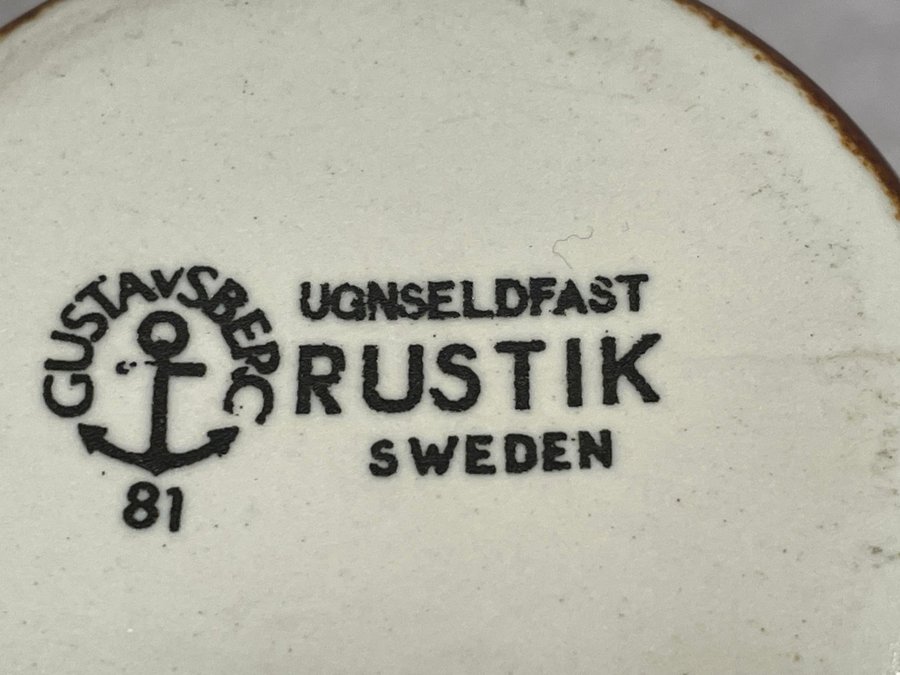 GUSTAVSBERG
81
UGNSELDFAST
RUSTIK
SWEDEN